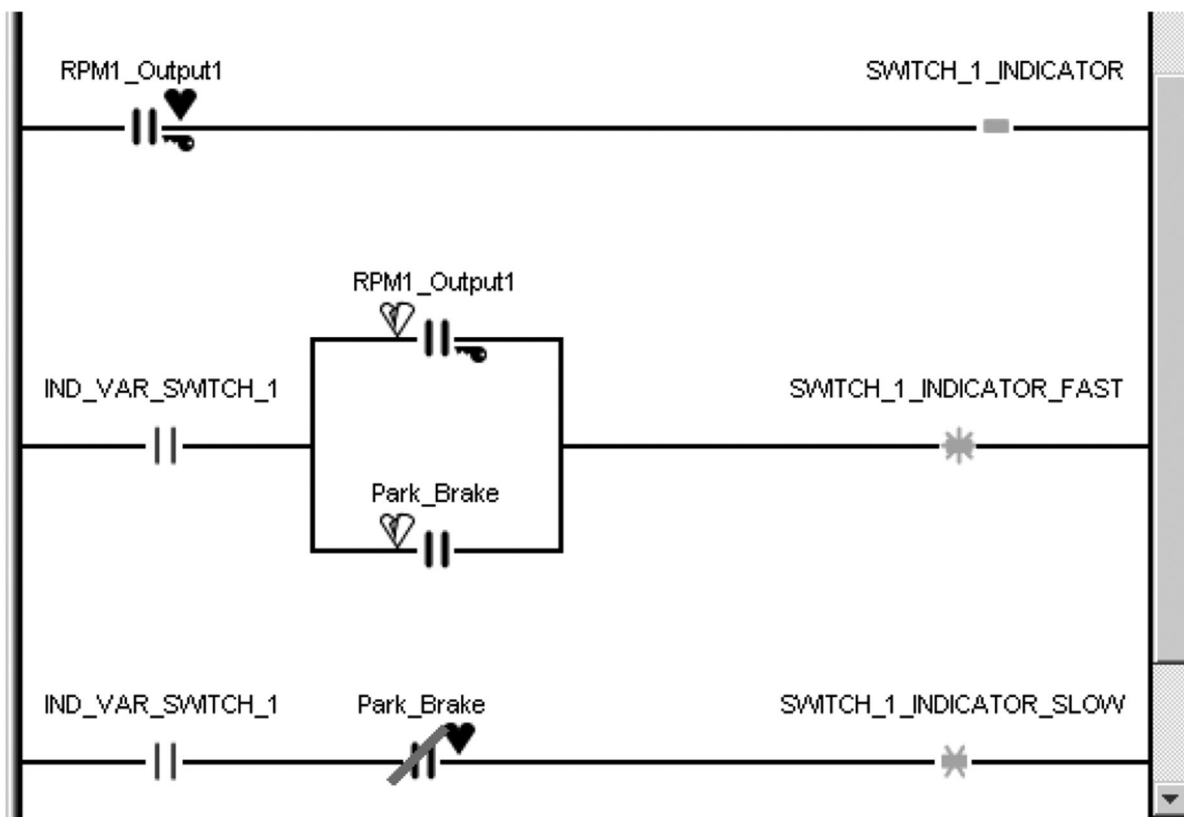 RPM1_Output1
SWITCH_1_INDICATOR
RPM1_Output1
IND_VAR_SWITCH_1
SWITCH_1_INDICATOR_FAST
Park_Brake
IND_VAR_SWITCH_1
Park_Brake
SWITCH_1_INDICATOR_SLOW